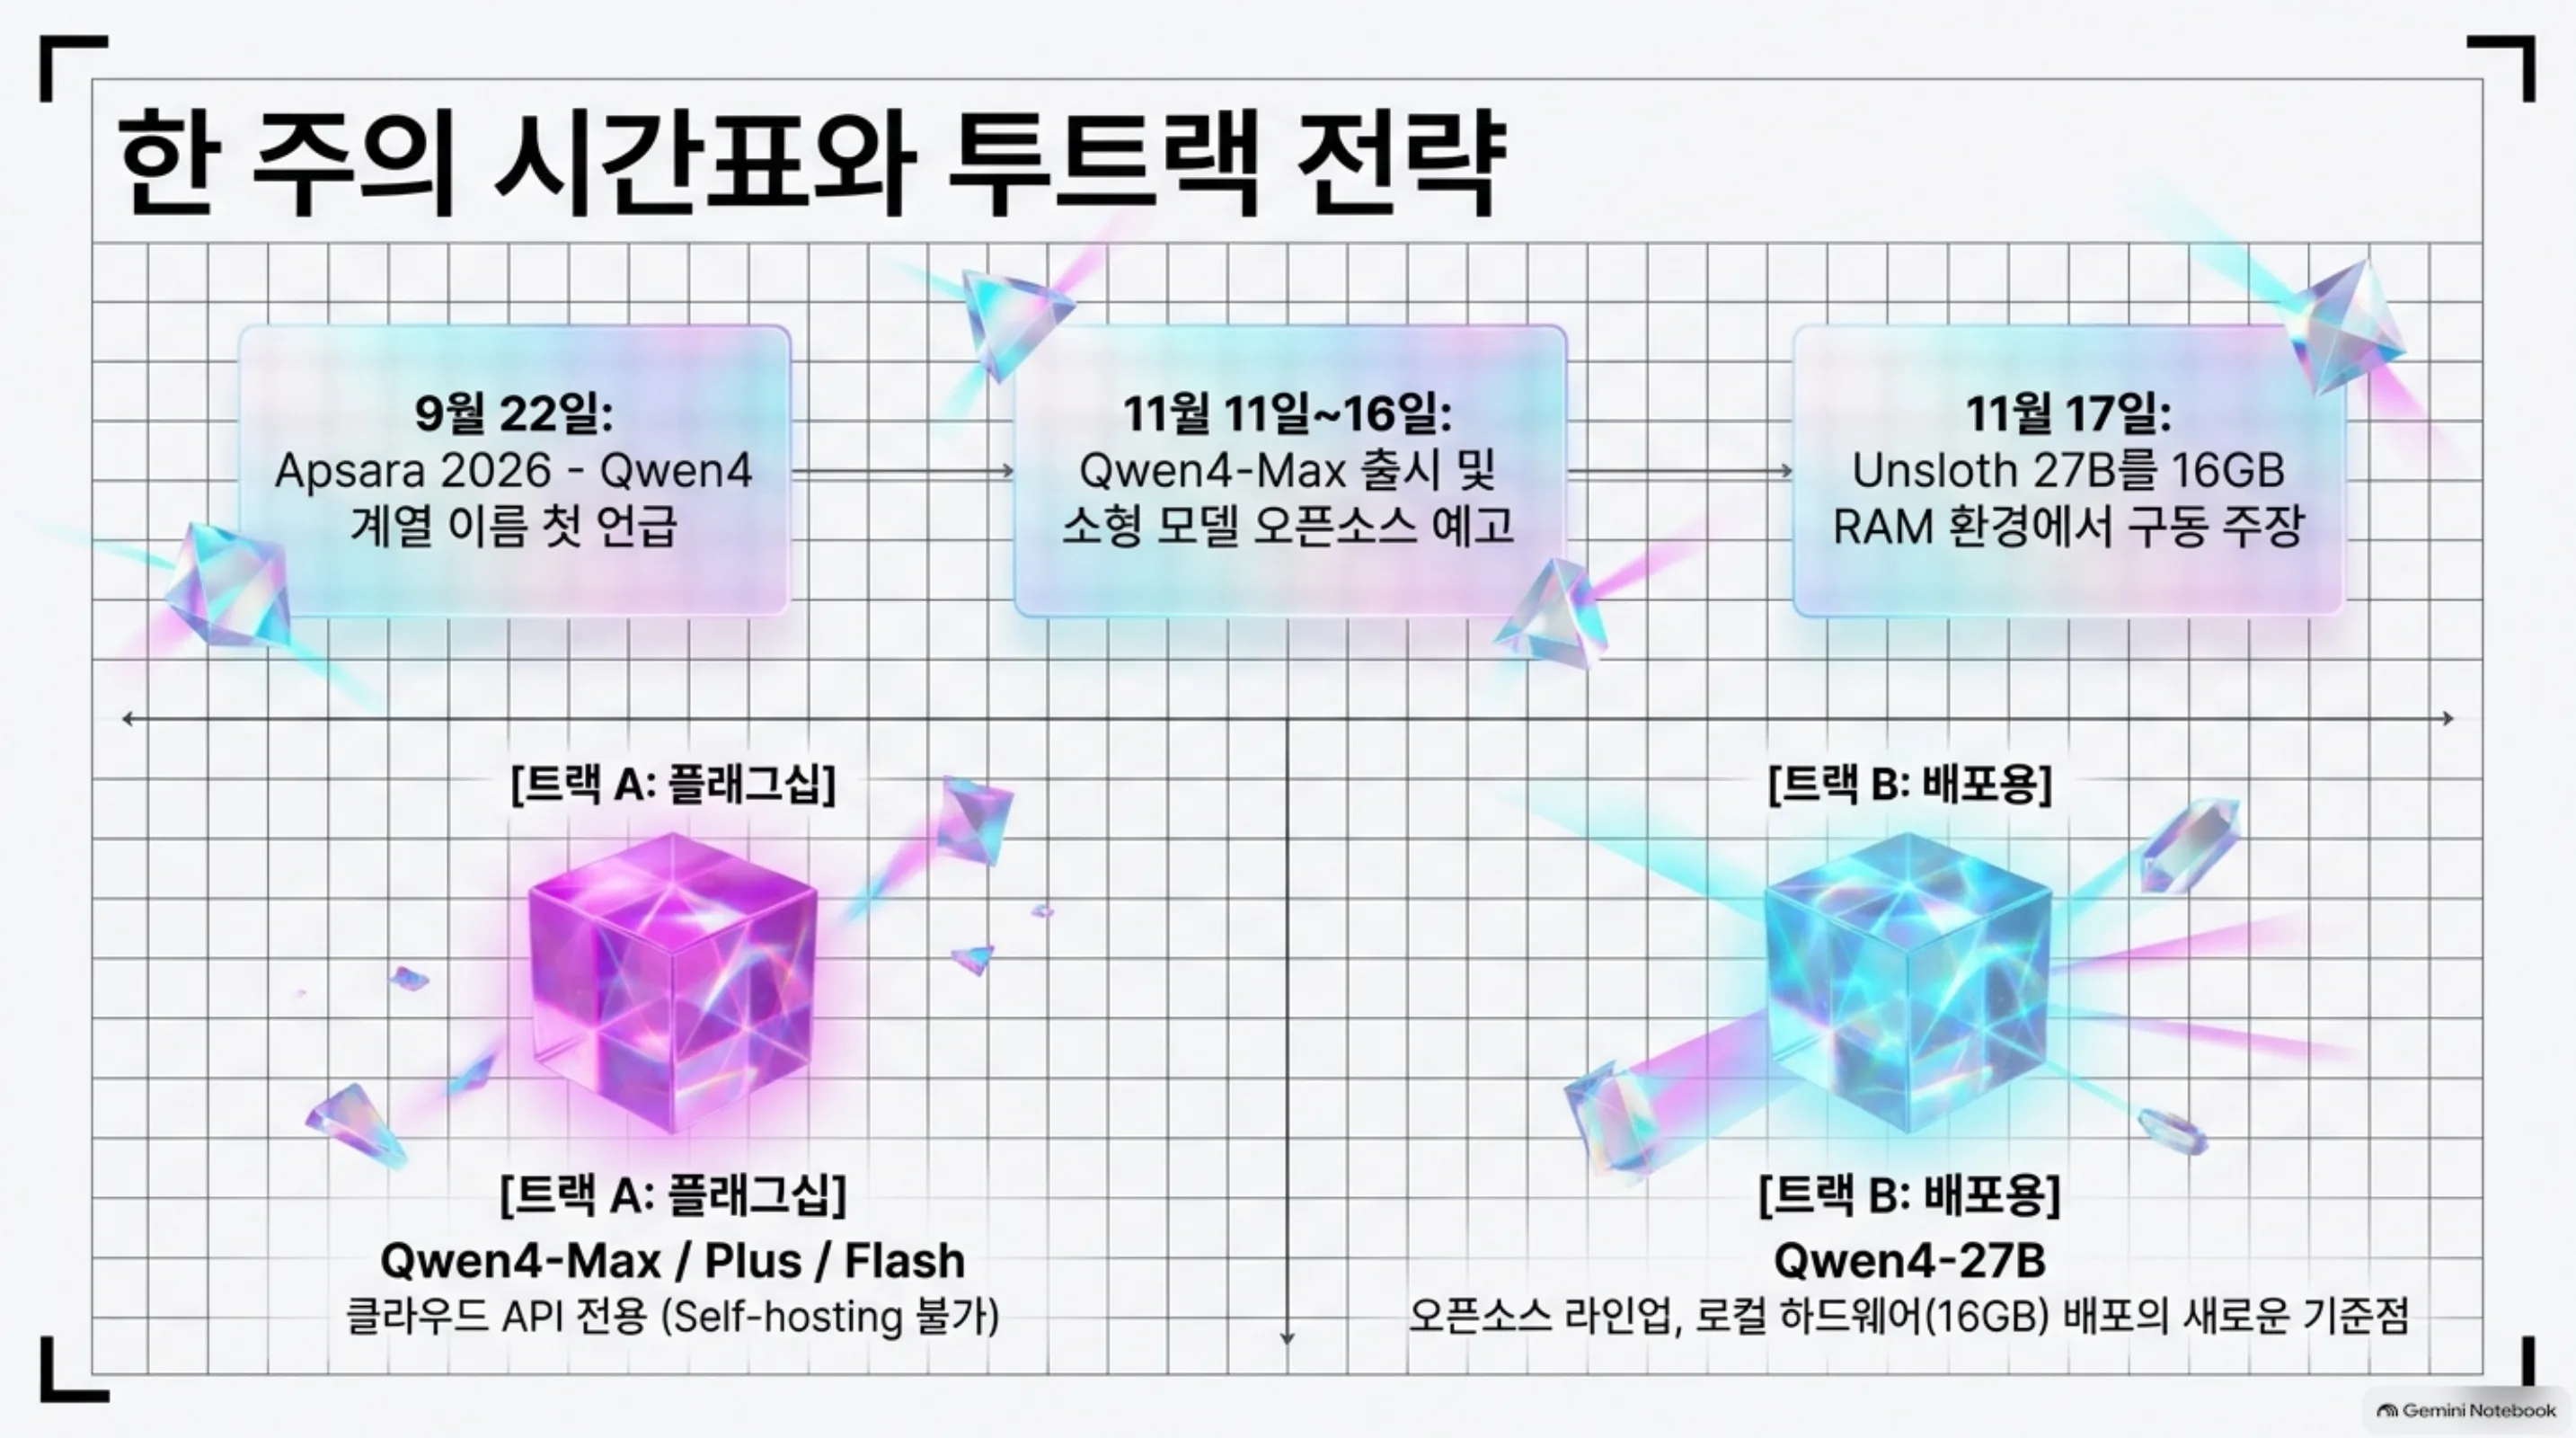 한 주의 시간표와 투트랙 전략
9월 22일:
Apsara 2026 - Qwen4
계열 이름 첫 언급
11월 11일~16일:
Qwen4-Max 출시 및
소형 모델 오픈소스 예고
11월 17일:
Unsloth 27B를 16GB
RAM 환경에서 구동 주장
[트랙 A: 플래그십]
[트랙 A: 플래그십]
Qwen4-Max / Plus / Flash
클라우드 API 전용 (Self-hosting 불가)
[트랙 B: 배포용]
[트랙 B: 배포용]
Qwen4-27B
오픈소스 라인업, 로컬 하드웨어(16GB) 배포의 새로운 기준점
Gemini Notebook